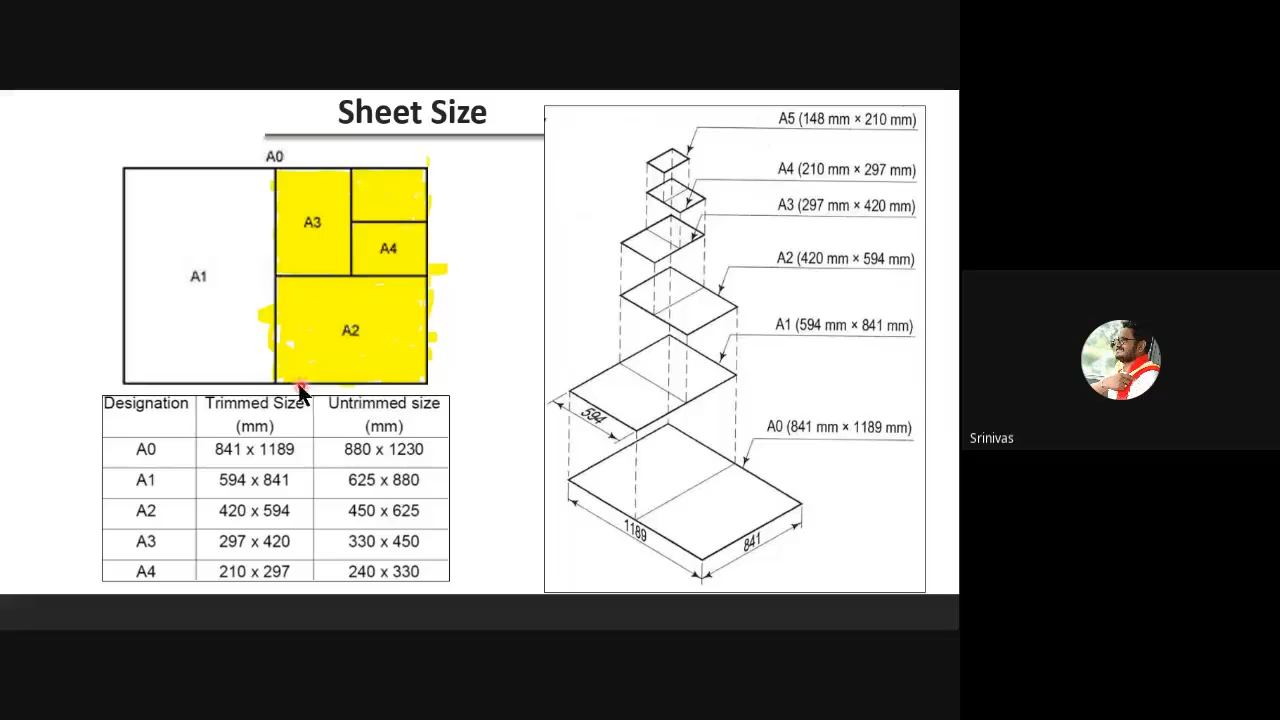 Sheet Size
A0
A1
A3
A4
A2
Designation Trimmed Size (mm) Untrimmed size (mm)
A0 841 x 1189 880 x 1230
A1 594 x 841 625 x 880
A2 420 x 594 450 x 625
A3 297 x 420 330 x 450
A4 210 x 297 240 x 330
A5 (148 mm × 210 mm)
A4 (210 mm × 297 mm)
A3 (297 mm × 420 mm)
A2 (420 mm × 594 mm)
A1 (594 mm × 841 mm)
594
A0 (841 mm × 1189 mm)
1189
841
Srinivas